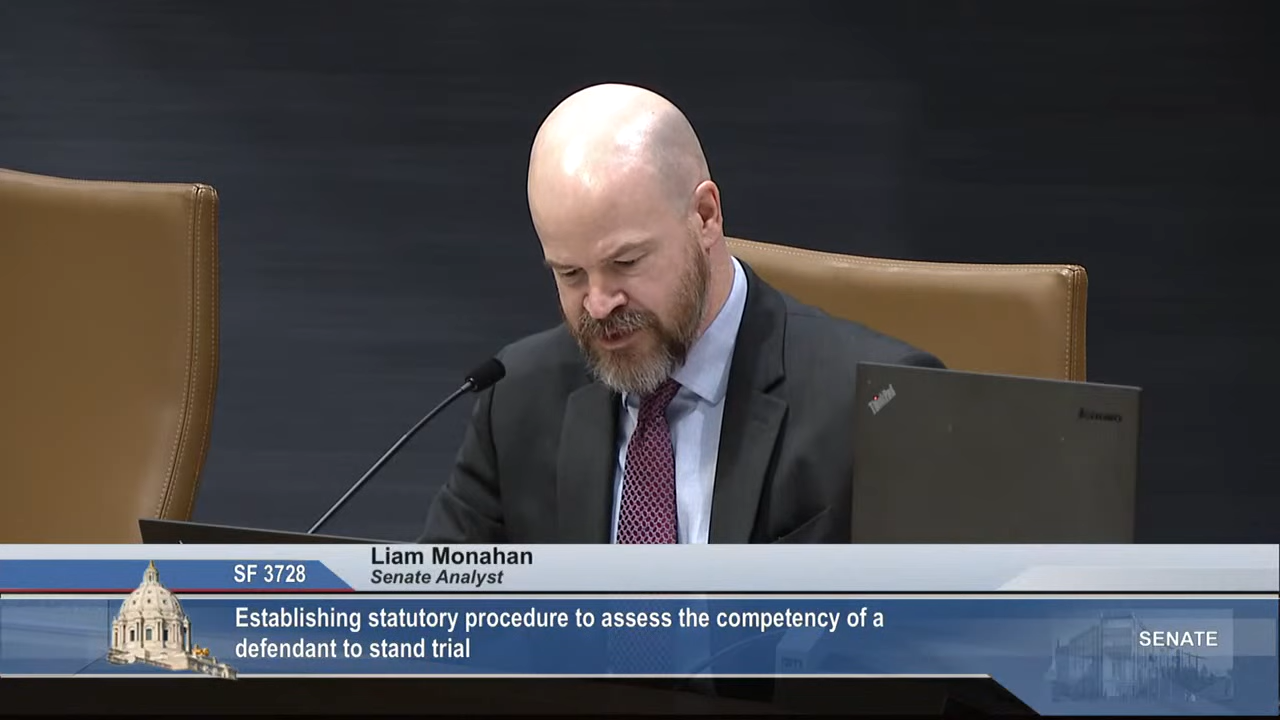 ThinkPad
lenovo
Liam Monahan
SF 3728
Senate Analyst
Establishing statutory procedure to assess the competency of a
defendant to stand trial
SENATE